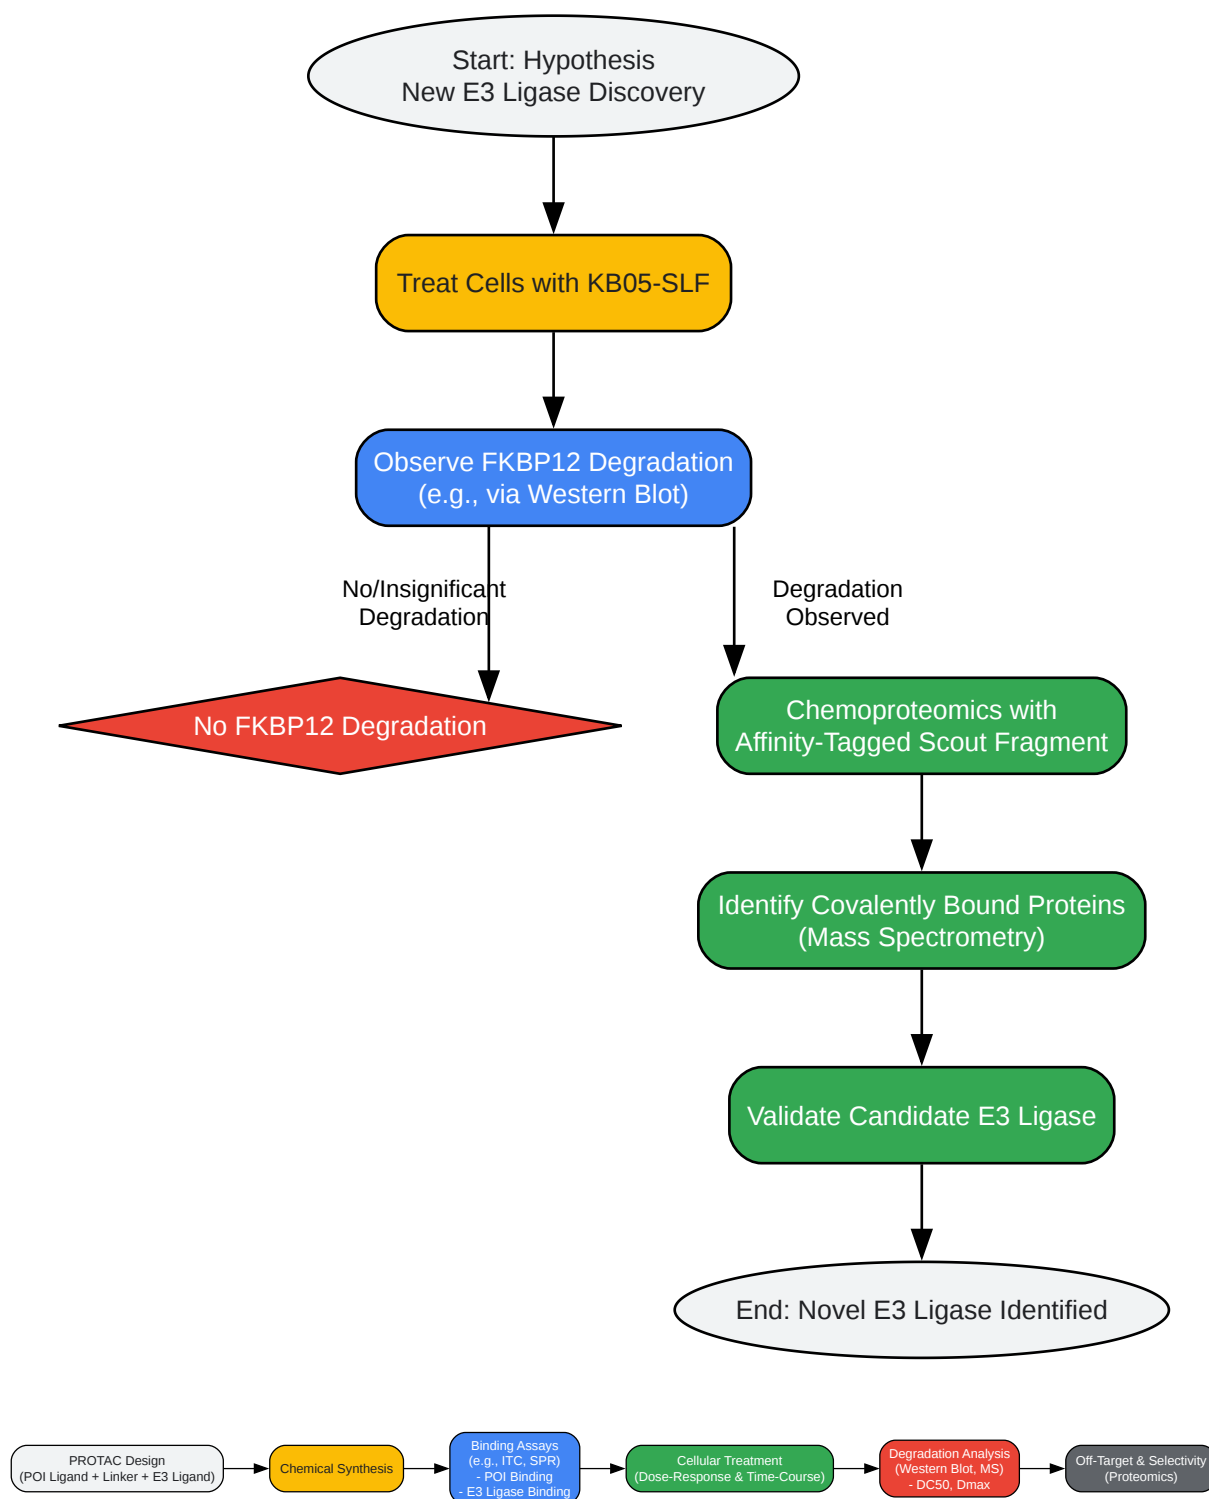 Start: Hypothesis
New E3 Ligase Discovery
Treat Cells with KB05-SLF
Observe FKBP12 Degradation
(e.g., via Western Blot)
No/Insignificant
Degradation
Degradation
Observed
No FKBP12 Degradation
Chemoproteomics with
Affinity-Tagged Scout Fragment
Identify Covalently Bound Proteins
(Mass Spectrometry)
Validate Candidate E3 Ligase
End: Novel E3 Ligase Identified
PROTAC Design
(POI Ligand + Linker + E3 Ligand)
Chemical Synthesis
Binding Assays
(e.g., ITC, SPR)
- POI Binding
- E3 Ligase Binding
Cellular Treatment
(Dose-Response & Time-Course)
Degradation Analysis
(Western Blot, MS)
- DC50, Dmax
Off-Target & Selectivity
(Proteomics)